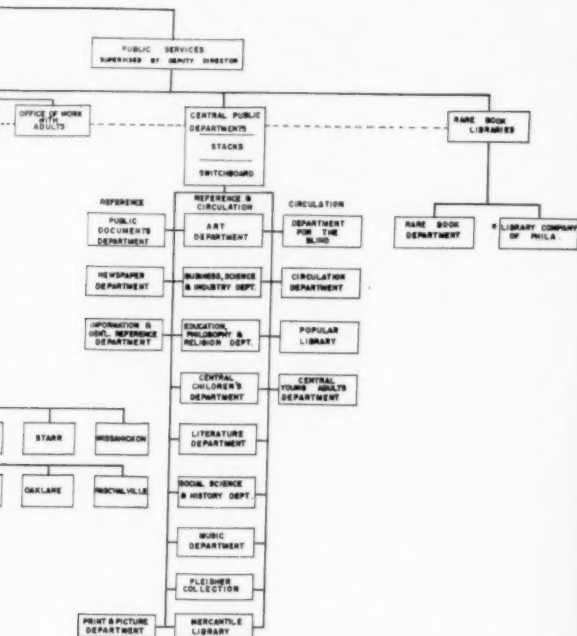 PUBLIC SERVICES
SUPERVISED BY DEPUTY DIRECTOR
OFFICE OF WORK
WITH
ADULTS
CENTRAL PUBLIC
DEPARTMENTS
STACKS
SWITCHBOARD
RARE BOOK
LIBRARIES
REFERENCE
REFERENCE &
CIRCULATION
CIRCULATION
PUBLIC
DOCUMENTS
DEPARTMENT
ART
DEPARTMENT
DEPARTMENT
FOR THE
BLIND
RARE BOOK
DEPARTMENT
* LIBRARY COMPANY
OF PHILA.
NEWSPAPER
DEPARTMENT
BUSINESS, SCIENCE
& INDUSTRY DEPT.
CIRCULATION
DEPARTMENT
INFORMATION &
GEN'L. REFERENCE
DEPARTMENT
EDUCATION,
PHILOSOPHY &
RELIGION DEPT.
POPULAR
LIBRARY
CENTRAL
CHILDREN'S
DEPARTMENT
CENTRAL
YOUNG ADULTS
DEPARTMENT
STARR
WISSAHICKON
LITERATURE
DEPARTMENT
OAKLANE
PASCHALVILLE
SOCIAL SCIENCE
& HISTORY DEPT.
MUSIC
DEPARTMENT
FLEISHER
COLLECTION
PRINT & PICTURE
DEPARTMENT
MERCANTILE
LIBRARY